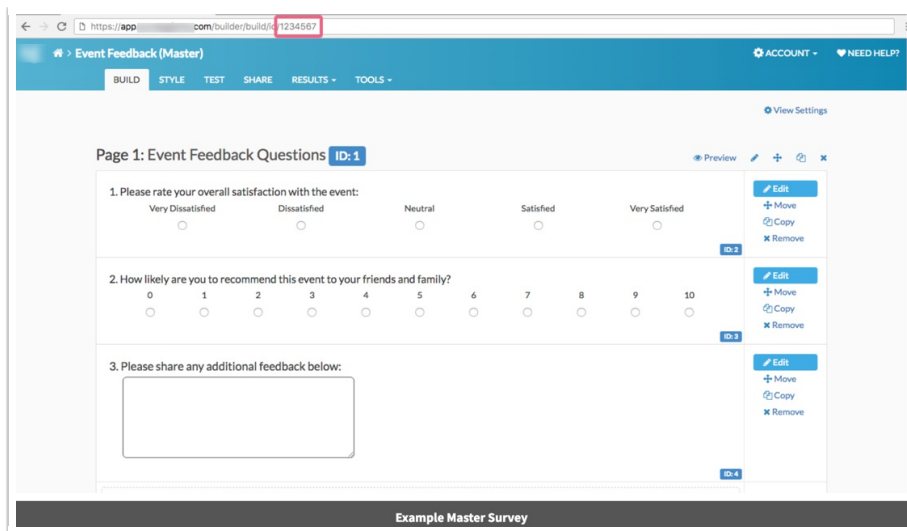 https://app. com/builder/build/id/1234567
> Event Feedback (Master)
ACCOUNT
NEED HELP?
BUILD STYLE TEST SHARE RESULTS TOOLS
View Settings
Page 1: Event Feedback Questions ID: 1
Preview
1. Please rate your overall satisfaction with the event:
Very Dissatisfied Dissatisfied Neutral Satisfied Very Satisfied
ID: 2
Edit
Move
Copy
Remove
2. How likely are you to recommend this event to your friends and family?
0 1 2 3 4 5 6 7 8 9 10
ID: 3
Edit
Move
Copy
Remove
3. Please share any additional feedback below:
ID: 4
Edit
Move
Copy
Remove
Example Master Survey